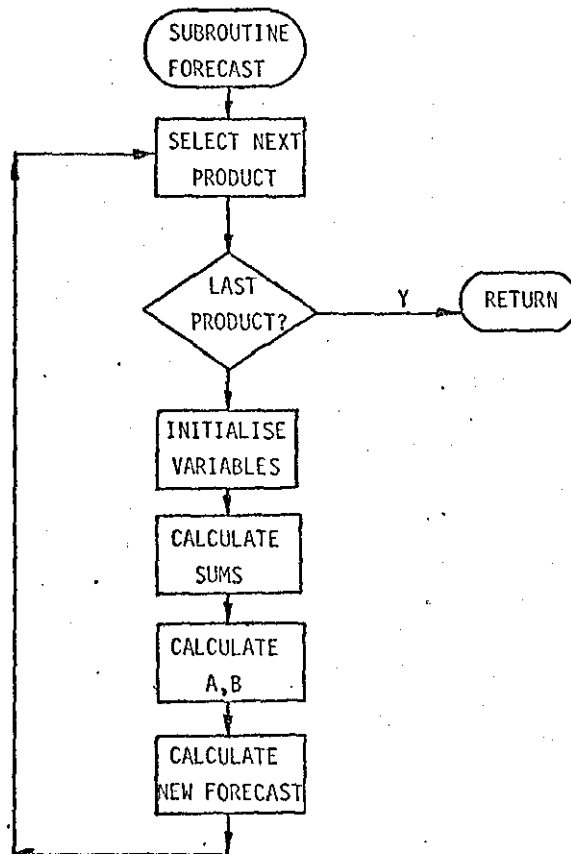 SUBROUTINE
FORECAST
SELECT NEXT
PRODUCT
LAST
PRODUCT?
Y
RETURN
INITIALISE
VARIABLES
CALCULATE
SUMS
CALCULATE
A,B
CALCULATE
NEW FORECAST